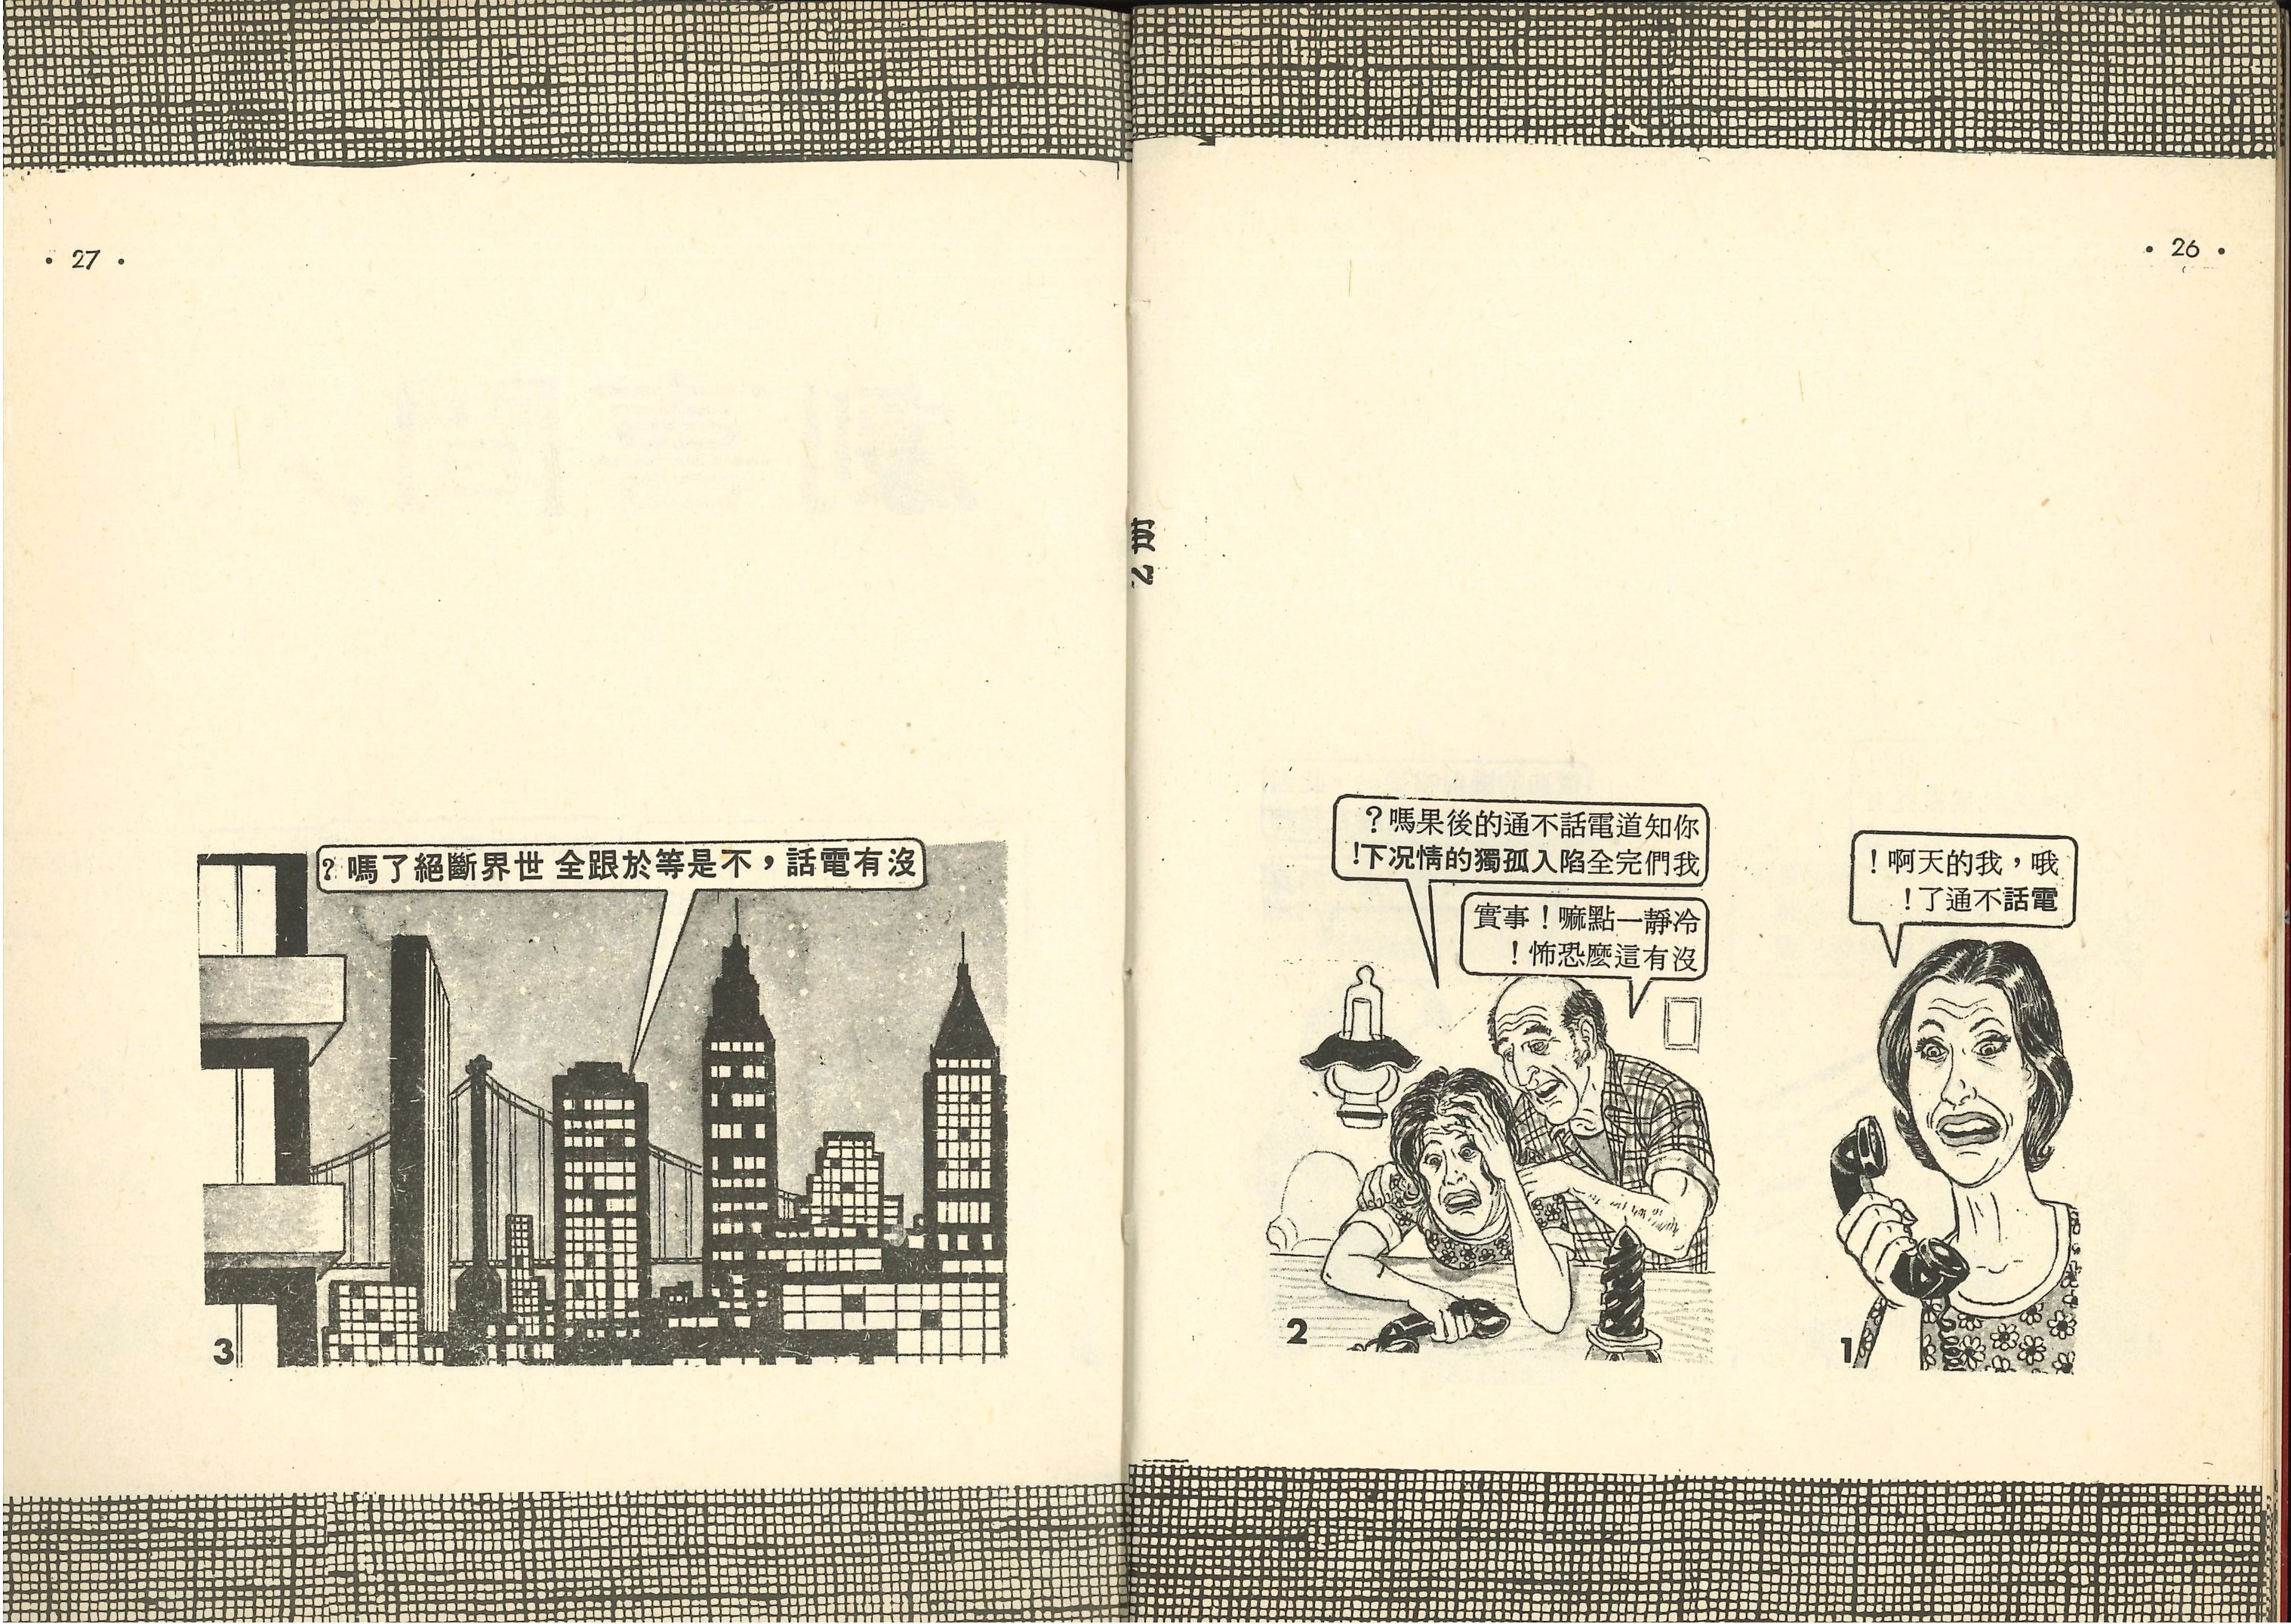 · 26 ·
哦，我的天啊！
電話不通了！
1
你知道電話不通的後果嗎？
我們完全陷入孤獨的情況下！
冷靜一點嘛！事實
沒有這麼恐怖！
2
· 27 ·
沒有電話，不是等於跟全世界斷絕了嗎？
3